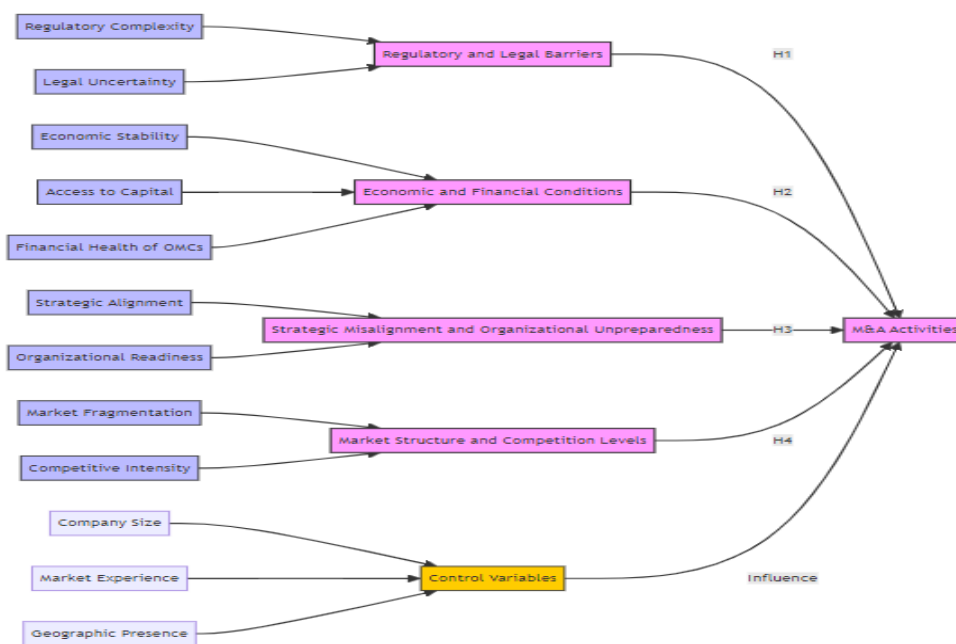 Regulatory Complexity
Regulatory and Legal Barriers
H1
Legal Uncertainty
Economic Stability
Access to Capital
Economic and Financial Conditions
H2
Financial Health of OMCs
Strategic Alignment
Strategic Misalignment and Organizational Unpreparedness
H3
M&A Activities
Organizational Readiness
Market Fragmentation
Market Structure and Competition Levels
H4
Competitive Intensity
Company Size
Market Experience
Control Variables
Influence
Geographic Presence